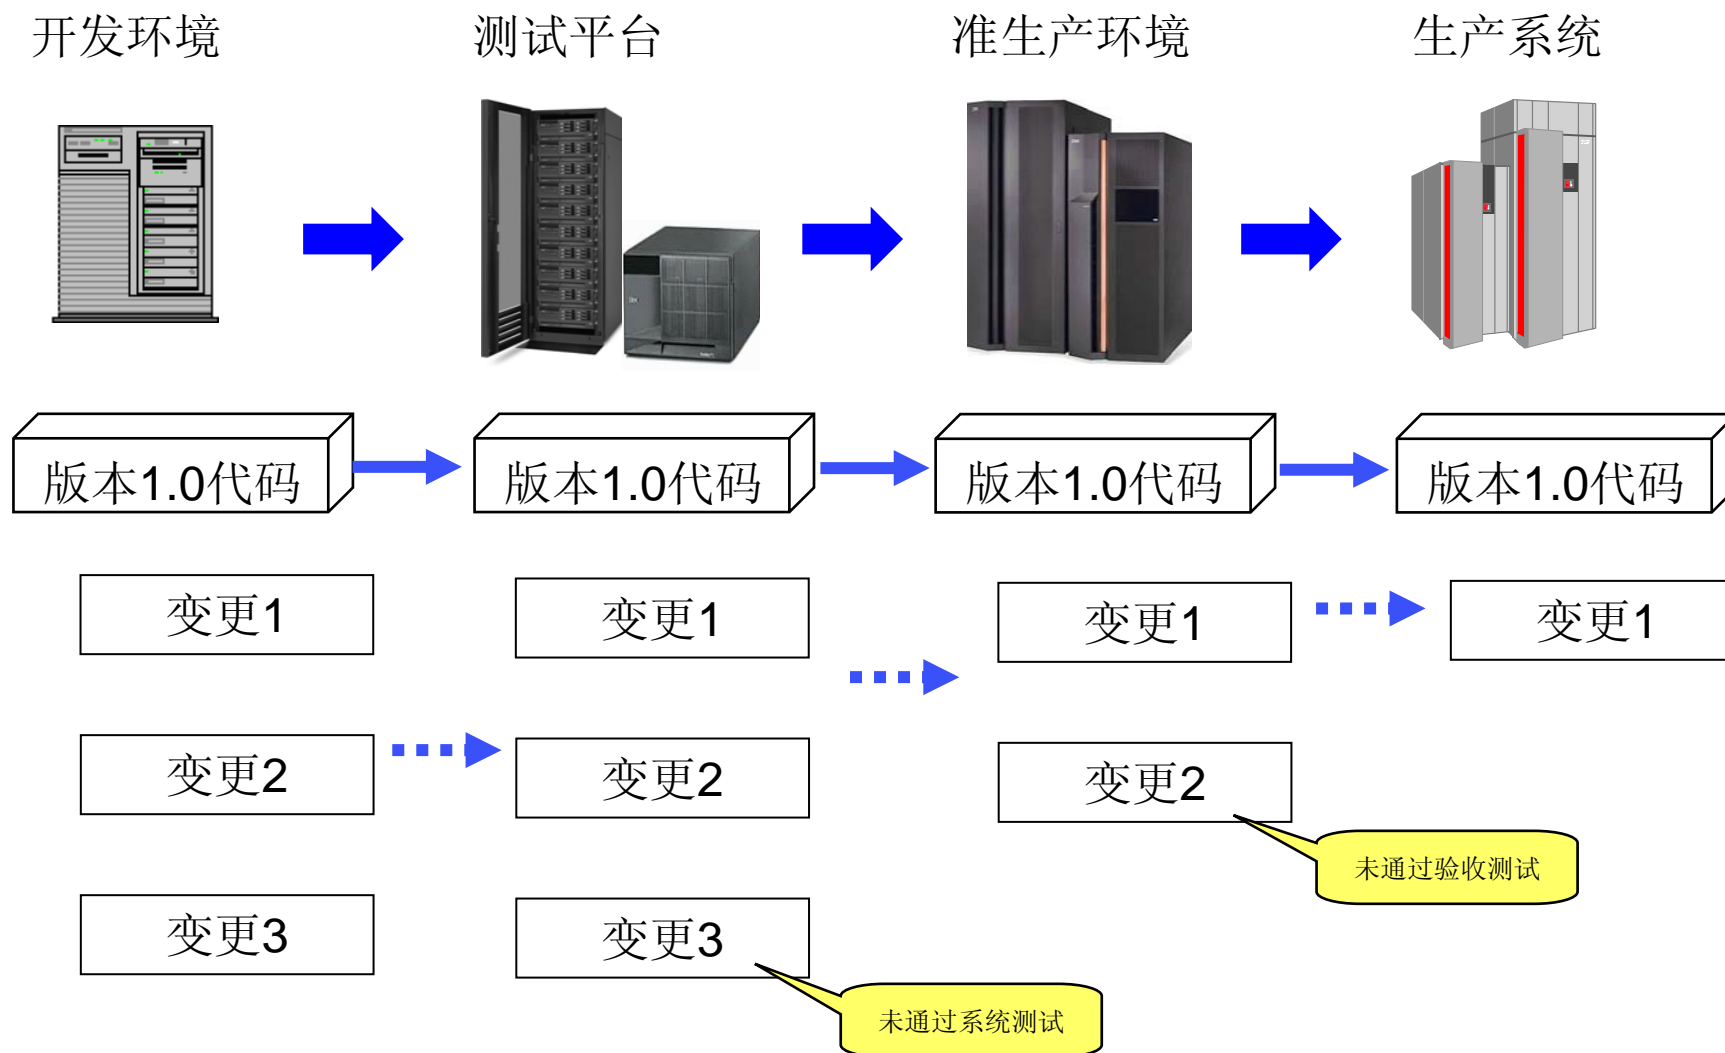 开发环境
测试平台
准生产环境
生产系统
版本1.0代码
版本1.0代码
版本1.0代码
版本1.0代码
变更1
变更1
变更1
变更1
变更2
变更2
变更2
未通过验收测试
变更3
变更3
未通过系统测试